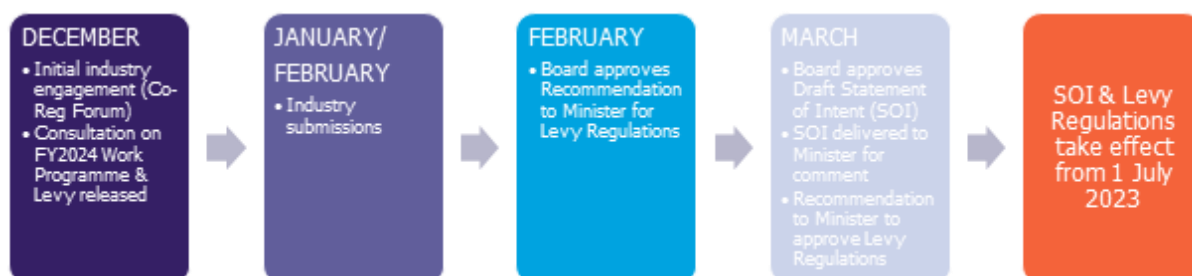 DECEMBER
• Initial industry
engagement (Co-
Reg Forum)
• Consultation on
FY2024 Work
Programme &
Levy released
JANUARY/
FEBRUARY
• Industry
submissions
FEBRUARY
• Board approves
Recommendation
to Minister for
Levy Regulations
MARCH
• Board approves
Draft Statement
of Intent (SOI)
• SOI delivered to
Minister for
comment
• Recommendation
to Minister to
approve Levy
Regulations
SOI & Levy
Regulations
take effect
from 1 July
2023